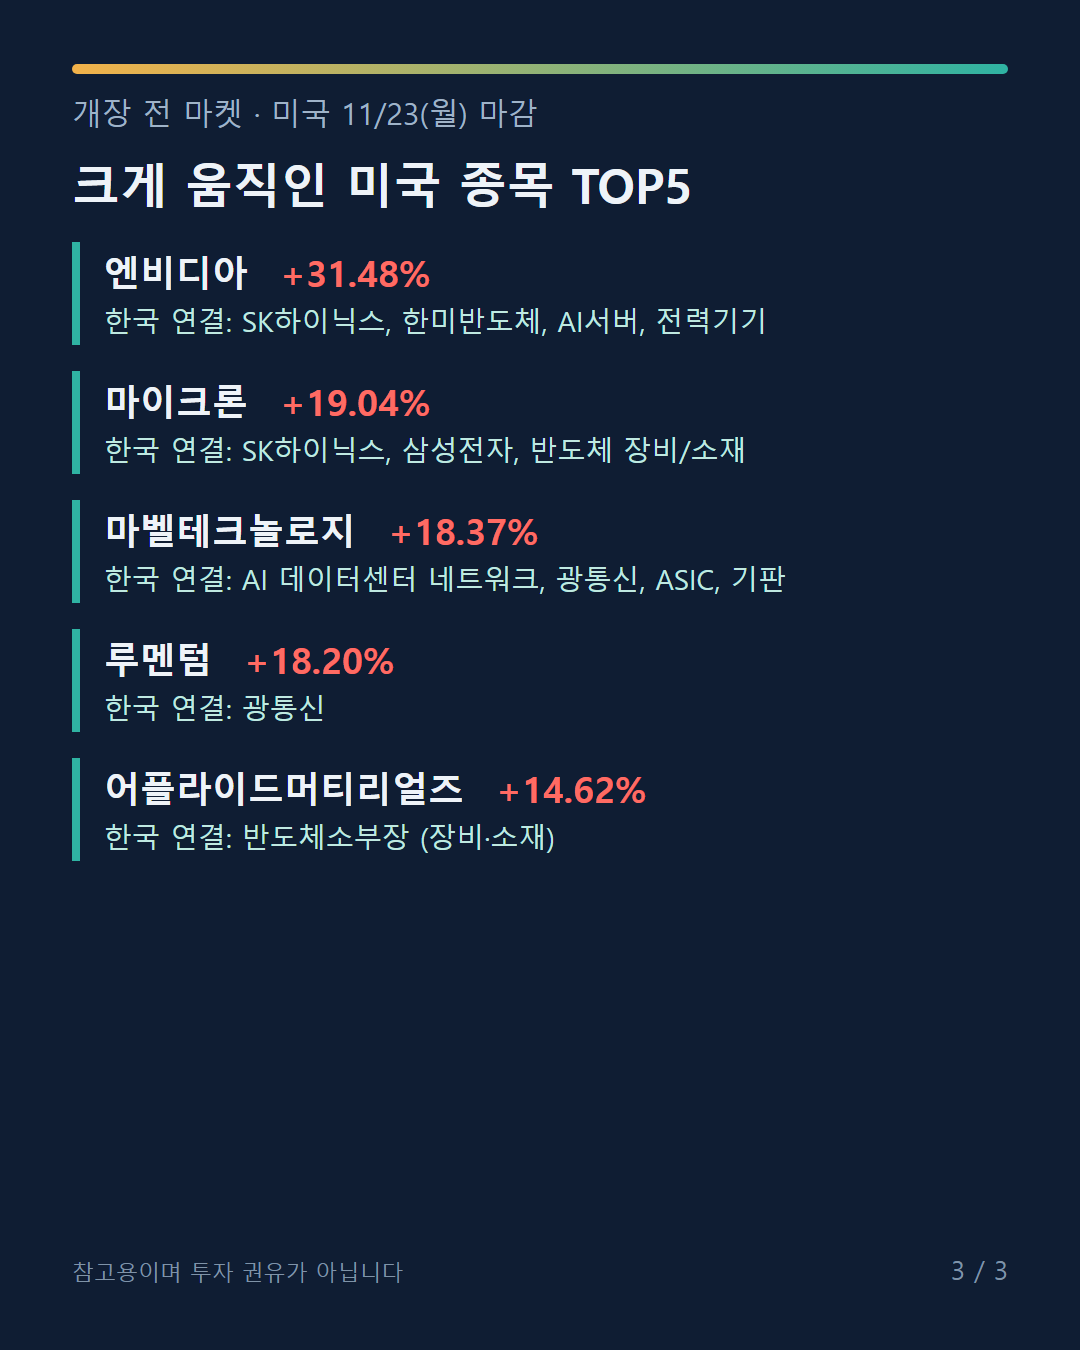 개장 전 마켓 · 미국 11/23(월) 마감
크게 움직인 미국 종목 TOP5
엔비디아 +31.48%
한국 연결: SK하이닉스, 한미반도체, AI서버, 전력기기
마이크론 +19.04%
한국 연결: SK하이닉스, 삼성전자, 반도체 장비/소재
마벨테크놀로지 +18.37%
한국 연결: AI 데이터센터 네트워크, 광통신, ASIC, 기판
루멘텀 +18.20%
한국 연결: 광통신
어플라이드머티리얼즈 +14.62%
한국 연결: 반도체소부장 (장비·소재)
참고용이며 투자 권유가 아닙니다
3 / 3